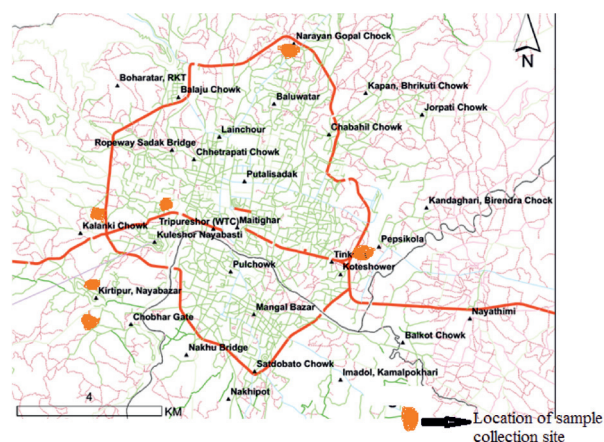 Narayan Gopal Chock
N
Boharatar, RKT
Balaju Chowk
Kapan, Bhrikuti Chowk
Baluwatar
Jorpati Chowk
Lainchour
Chabahil Chowk
Ropeway Sadak Bridge
Chhetrapati Chowk
Putalisadak
Kandaghari, Birendra Chock
Tripureshor (WTC)
Maitighar
Kalanki Chowk
Kuleshor Nayabasti
Pepsikola
Tink
Koteshower
Pulchowk
Kirtipur, Nayabazar
Mangal Bazar
Nayathimi
Chobhar Gate
Balkot Chowk
Nakhu Bridge
Satdobato Chowk
Imadol, Kamalpokhari
4
Nakhipot
KM
Location of sample
collection site